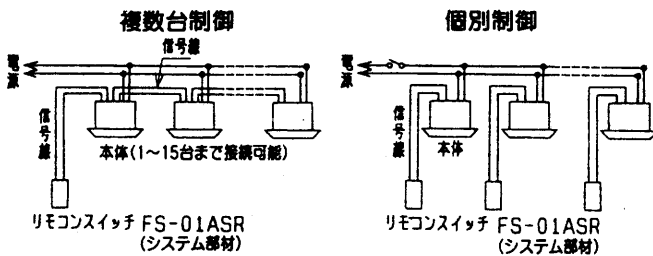 複数台制御
信号線
電源
信号線
本体(1~15台まで接続可能)
リモコンスイッチ FS-01ASR
(システム部材)
個別制御
電源
信号線
本体
リモコンスイッチ FS-01ASR
(システム部材)